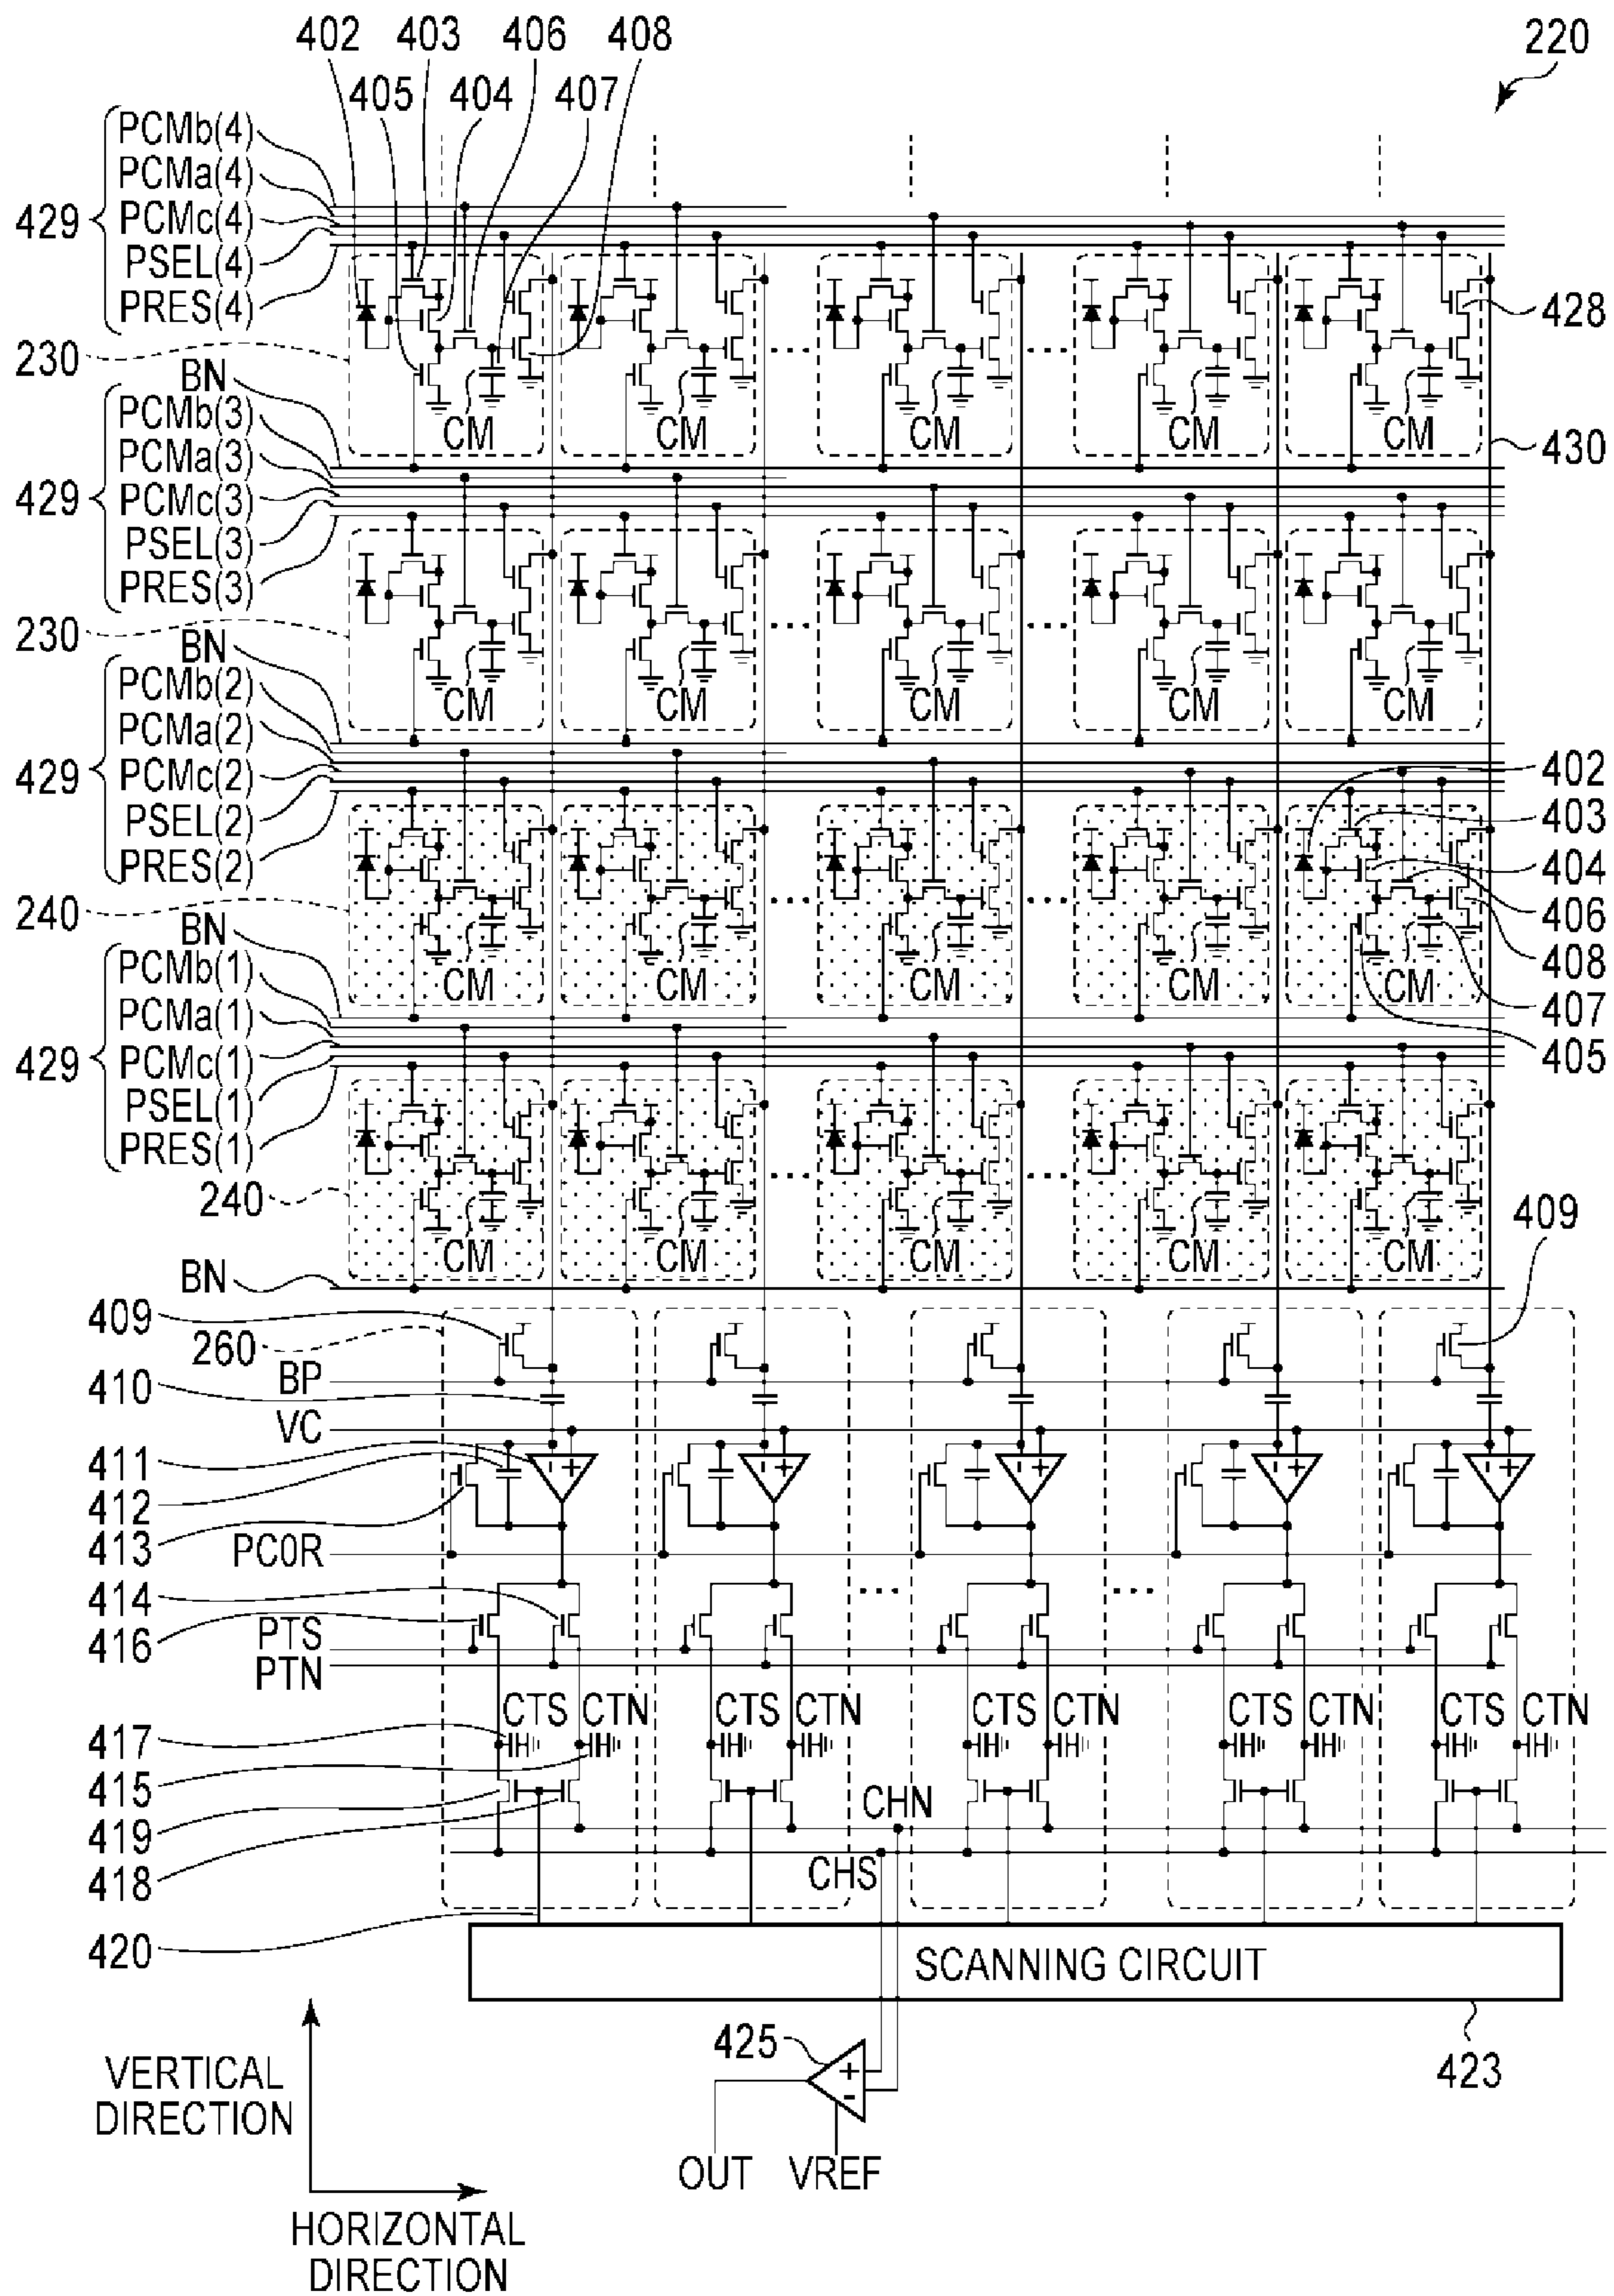 402 403 406 408
220
405 404 407
PCMb(4)
PCMa(4)
429 PCMc(4)
PSEL(4)
PRES(4)
428
230
BN
CM CM CM CM CM
430
PCMb(3)
PCMa(3)
429 PCMc(3)
PSEL(3)
PRES(3)
230
BN
CM CM CM CM CM
PCMb(2)
PCMa(2)
429 PCMc(2)
PSEL(2)
PRES(2)
402
403
404
406
408
407
405
240
BN
CM CM CM CM CM
PCMb(1)
PCMa(1)
429 PCMc(1)
PSEL(1)
PRES(1)
240
CM CM CM CM CM
409
BN
409
260
BP
410
VC
411
- + - + - + - + - +
412
413
PC0R
414
416
PTS
PTN
CTS CTN CTS CTN CTS CTN CTS CTN CTS CTN
417
415
419
CHN
418
CHS
420
SCANNING CIRCUIT
423
425
+
-
OUT VREF
VERTICAL
DIRECTION
HORIZONTAL
DIRECTION